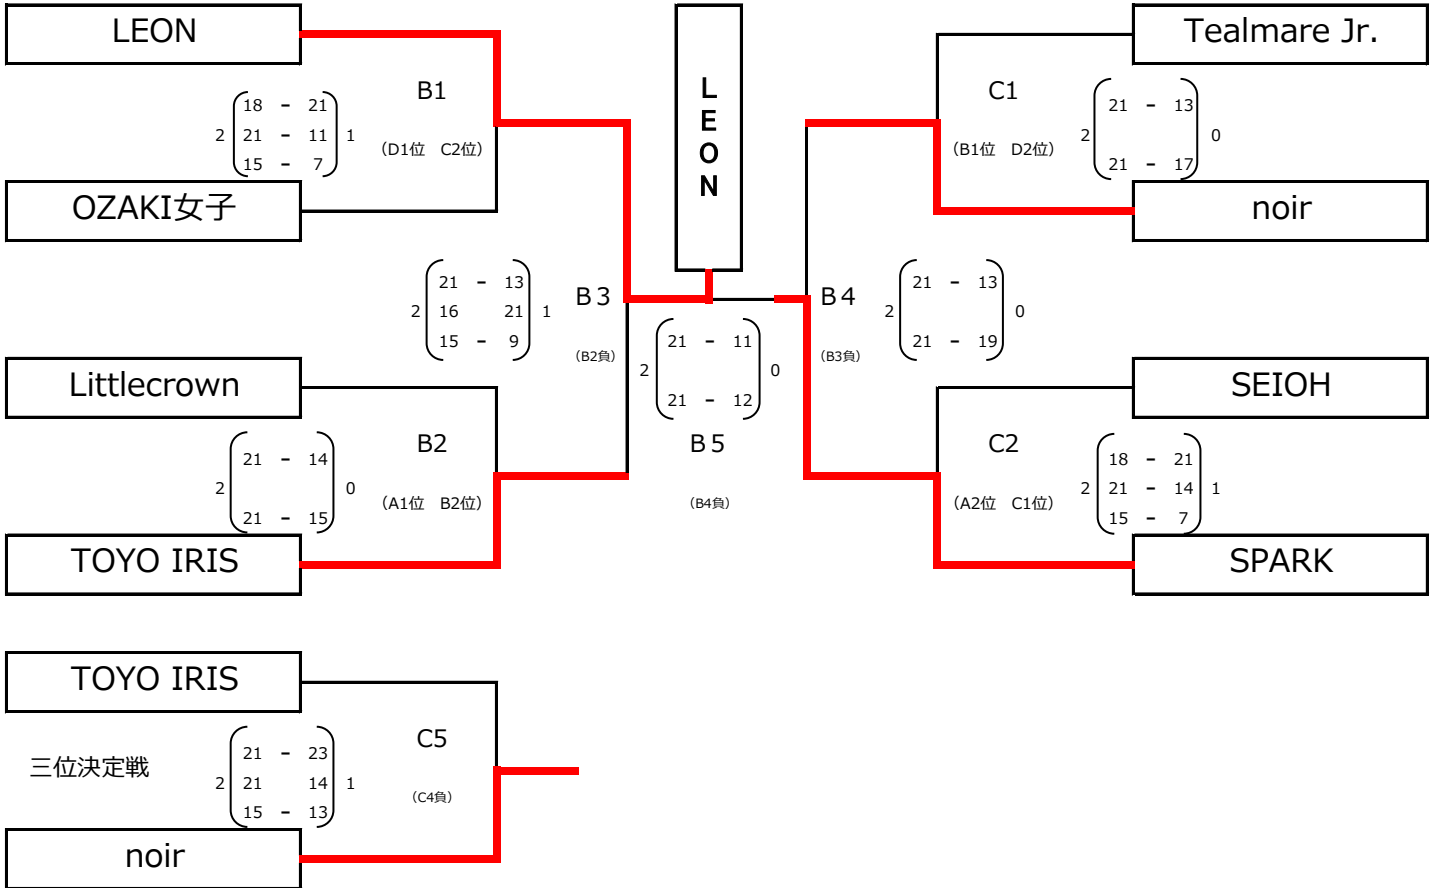 LEON
Tealmare Jr.
LEON
B1
C1
18 - 21
2 21 - 11 1
15 - 7
(D1位 C2位)
(B1位 D2位)
21 - 13
2 0
21 - 17
OZAKI女子
noir
21 - 13
2 16 21 1
15 - 9
B3
(B2負)
B4
(B3負)
21 - 13
2 0
21 - 19
21 - 11
2 0
21 - 12
B5
(B4負)
Littlecrown
SEIOH
B2
C2
21 - 14
2 0
21 - 15
(A1位 B2位)
(A2位 C1位)
18 - 21
2 21 - 14 1
15 - 7
TOYO IRIS
SPARK
TOYO IRIS
C5
三位決定戦
21 - 23
2 21 14 1
15 - 13
(C4負)
noir